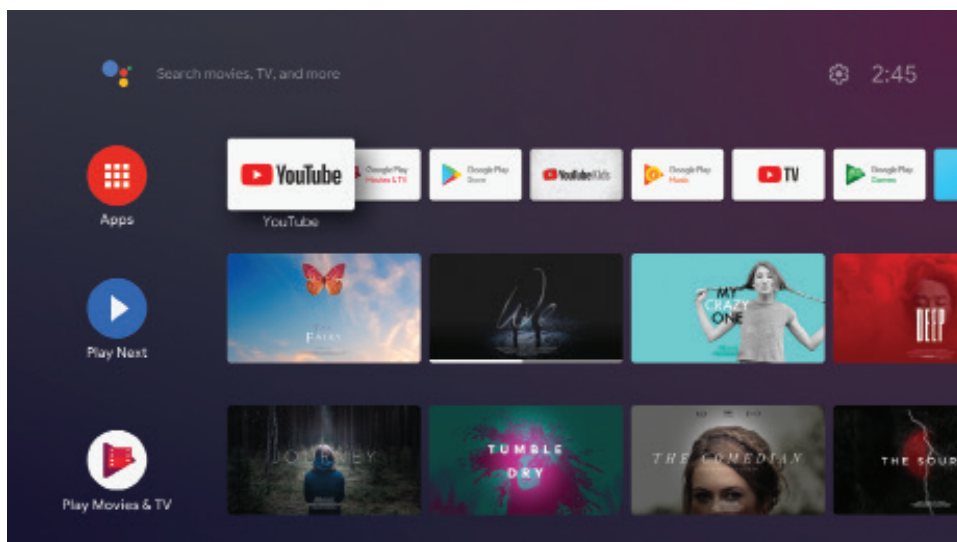 Search movies, TV, and more
2:45
YouTube
Google Play
Movies & TV
Google Play
Store
YouTube Kids
Google Play
Music
TV
Google Play
Games
Apps
YouTube
THE
FAIRY
MY
CRAZY
ONE
DEEP
Play Next
JOURNEY
TUMBLE
DRY
THE COMEDIAN
THE SOUR
Play Movies & TV